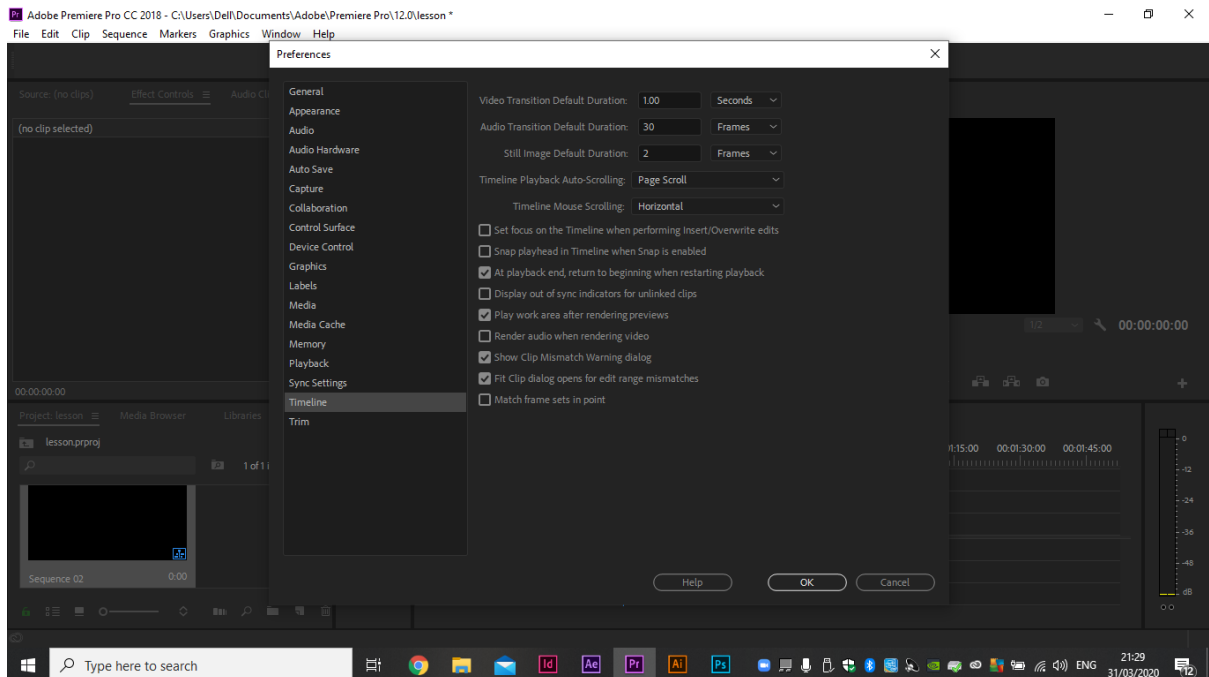 Pr Adobe Premiere Pro CC 2018 - C:\Users\Dell\Documents\Adobe\Premiere Pro\12.0\lesson *
File Edit Clip Sequence Markers Graphics Window Help
Preferences
Source: (no clips) Effect Controls Audio Cli
(no clip selected)
00:00:00:00
General
Appearance
Audio
Audio Hardware
Auto Save
Capture
Collaboration
Control Surface
Device Control
Graphics
Labels
Media
Media Cache
Memory
Playback
Sync Settings
Timeline
Trim
Video Transition Default Duration: 1.00 Seconds
Audio Transition Default Duration: 30 Frames
Still Image Default Duration: 2 Frames
Timeline Playback Auto-Scrolling: Page Scroll
Timeline Mouse Scrolling: Horizontal
Set focus on the Timeline when performing Insert/Overwrite edits
Snap playhead in Timeline when Snap is enabled
At playback end, return to beginning when restarting playback
Display out of sync indicators for unlinked clips
Play work area after rendering previews
Render audio when rendering video
Show Clip Mismatch Warning dialog
Fit Clip dialog opens for edit range mismatches
Match frame sets in point
Help OK Cancel
1/2 00:00:00:00
Project: lesson Media Browser Libraries
lesson.prproj
1 of 1 i
Sequence 02 0:00
1:15:00 00:01:30:00 00:01:45:00
0
-12
-24
-36
-48
dB
Type here to search
Id Ae Pr Ai Ps
ENG
21:29
31/03/2020
12